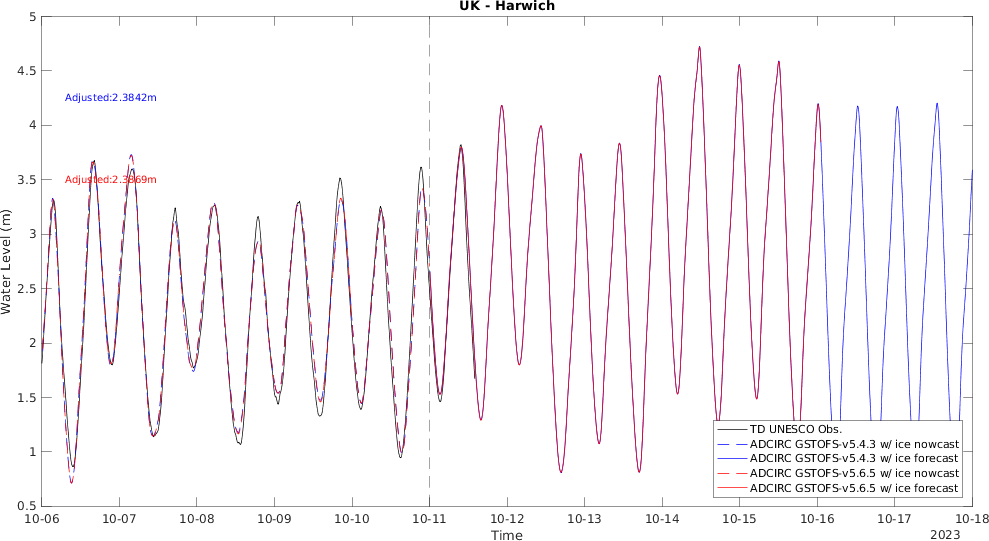 UK - Harwich
5
4.5
4
3.5
3
2.5
2
1.5
1
0.5
Water Level (m)
Adjusted:2.3842m
Adjusted:2.3869m
TD UNESCO Obs.
ADCIRC GSTOFS-v5.4.3 w/ ice nowcast
ADCIRC GSTOFS-v5.4.3 w/ ice forecast
ADCIRC GSTOFS-v5.6.5 w/ ice nowcast
ADCIRC GSTOFS-v5.6.5 w/ ice forecast
10-06 10-07 10-08 10-09 10-10 10-11 10-12 10-13 10-14 10-15 10-16 10-17 10-18
Time
2023